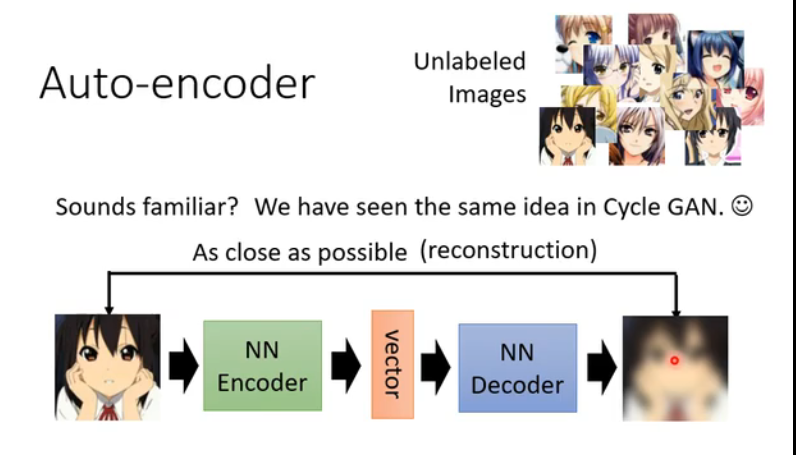 Auto-encoder
Unlabeled
Images
Sounds familiar? We have seen the same idea in Cycle GAN. ☺
As close as possible (reconstruction)
NN
Encoder
vector
NN
Decoder